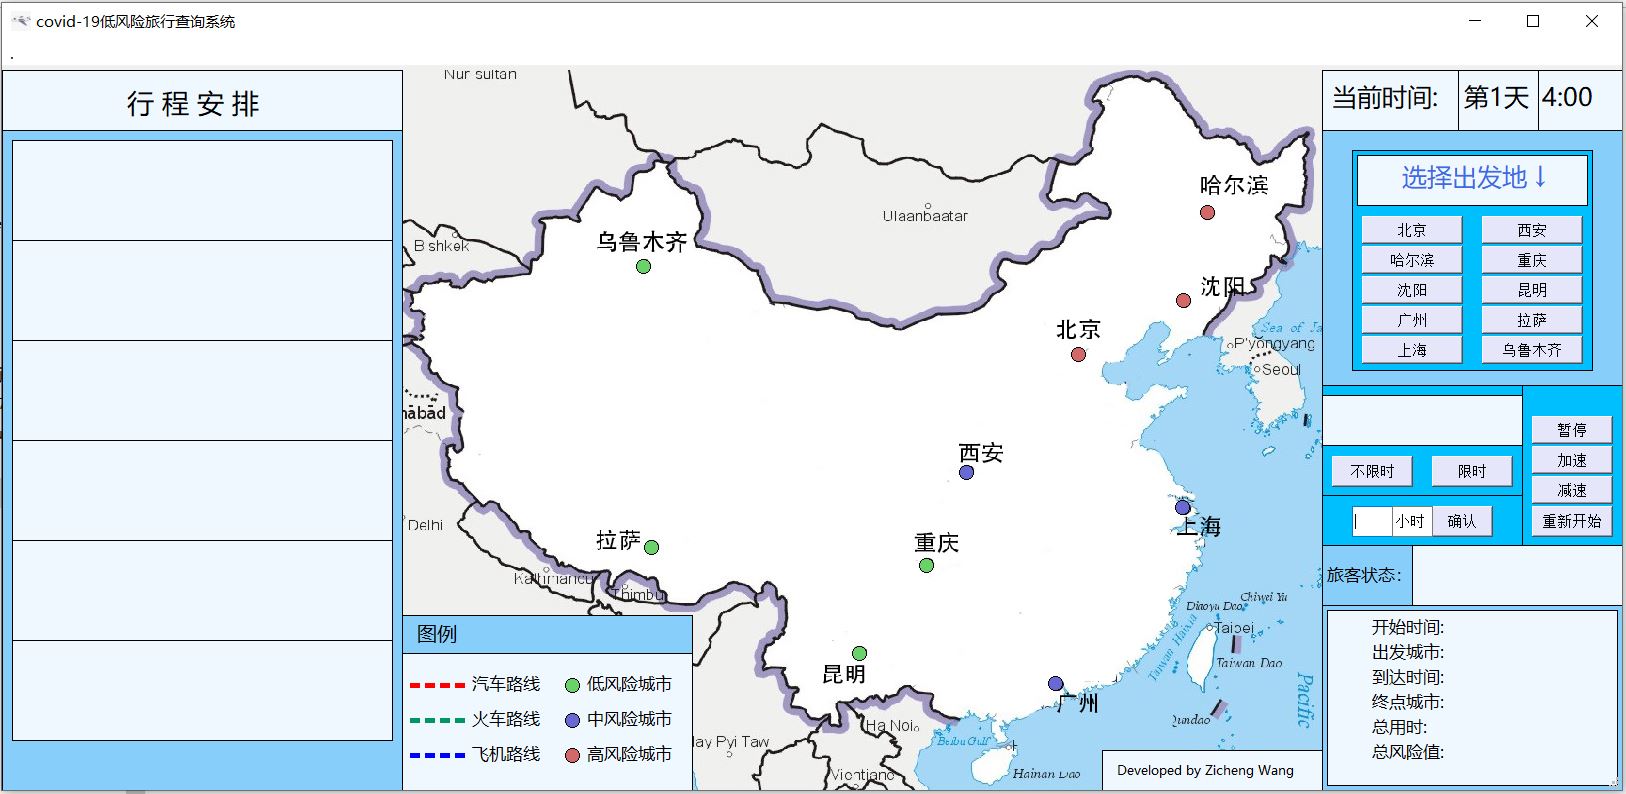 covid-19低风险旅行查询系统
.
行 程 安 排
Nur sultan
Ulaanbaatar
哈尔滨
乌鲁木齐
沈阳
北京
Sea of Ja
P'yŏngyang
Seoul
西安
上海
Delhi
拉萨
重庆
Thimbu
Chiwei Yu
Diaoyu Dao
Taipei
Taiwan Haixia
Taiwan Dao
昆明
广州
Pacific
Ha Noi
Beibu Gulf
ay Pyi Taw
Vientiane
Hainan Dao
图例
汽车路线 低风险城市
火车路线 中风险城市
飞机路线 高风险城市
Developed by Zicheng Wang
当前时间: 第1天 4:00
选择出发地↓
北京 西安
哈尔滨 重庆
沈阳 昆明
广州 拉萨
上海 乌鲁木齐
不限时 限时
小时 确认
暂停
加速
减速
重新开始
旅客状态：
开始时间:
出发城市:
到达时间:
终点城市:
总用时:
总风险值: